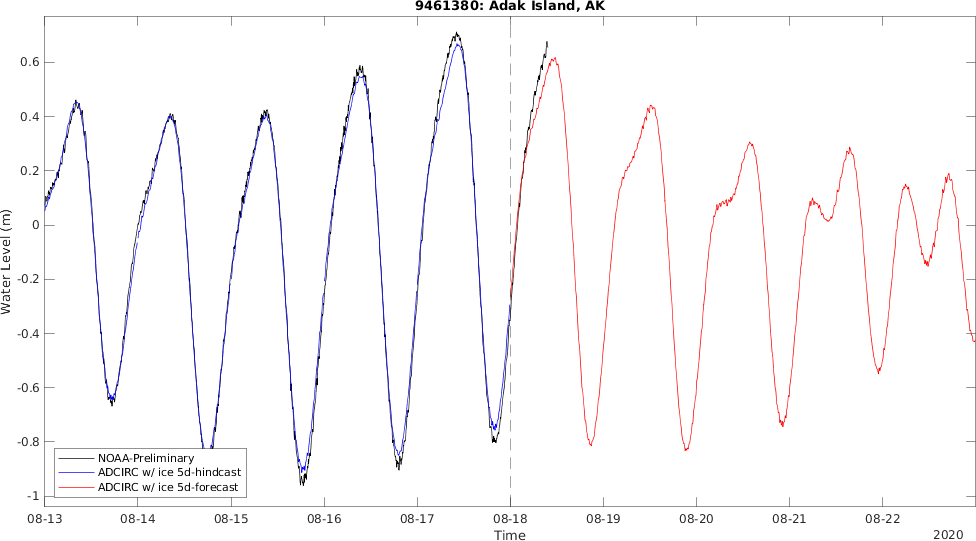 9461380: Adak Island, AK
Water Level (m)
0.6
0.4
0.2
0
-0.2
-0.4
-0.6
-0.8
-1
NOAA-Preliminary
ADCIRC w/ ice 5d-hindcast
ADCIRC w/ ice 5d-forecast
08-13 08-14 08-15 08-16 08-17 08-18 08-19 08-20 08-21 08-22
Time
2020